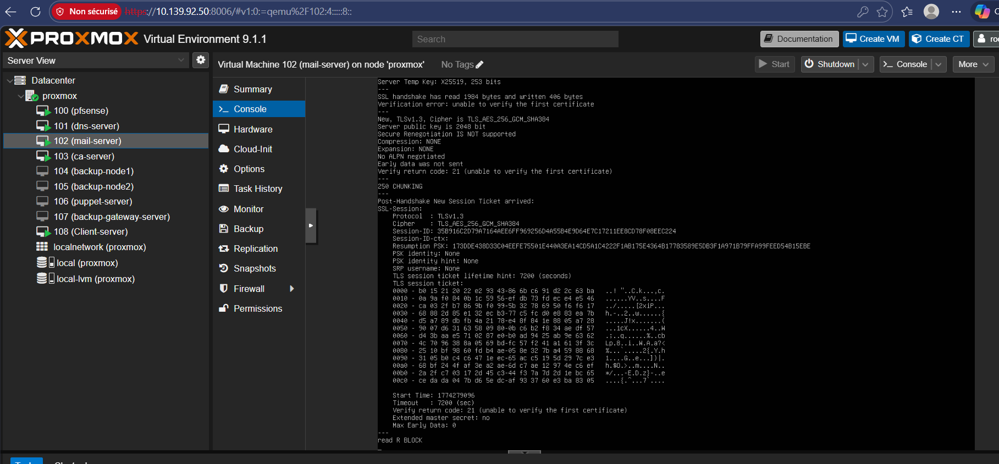 Non sécurisé https://10.139.92.50:8006/#v1:0:=qemu%2F102:4:::::8::
PROXMOX Virtual Environment 9.1.1
Search
Documentation
Create VM
Create CT
Server View
Virtual Machine 102 (mail-server) on node 'proxmox'
No Tags
Start
Shutdown
Console
More
Datacenter
proxmox
100 (pfsense)
101 (dns-server)
102 (mail-server)
103 (ca-server)
104 (backup-node1)
105 (backup-node2)
106 (puppet-server)
107 (backup-gateway-server)
108 (Client-server)
localnetwork (proxmox)
local (proxmox)
local-lvm (proxmox)
Summary
Console
Hardware
Cloud-Init
Options
Task History
Monitor
Backup
Replication
Snapshots
Firewall
Permissions
Server Temp Key: X25519, 253 bits
---
SSL handshake has read 1984 bytes and written 406 bytes
Verification error: unable to verify the first certificate
---
New, TLSv1.3, Cipher is TLS_AES_256_GCM_SHA384
Server public key is 2048 bit
Secure Renegotiation IS NOT supported
Compression: NONE
Expansion: NONE
No ALPN negotiated
Early data was not sent
Verify return code: 21 (unable to verify the first certificate)
---
250 CHUNKING
---
Post-Handshake New Session Ticket arrived:
SSL-Session:
Protocol  : TLSv1.3
Cipher    : TLS_AES_256_GCM_SHA384
Session-ID: 35B916C2D79A7164AEE6FF969256D4A55B4E9D64E7C17211EE8CD78F08EEC224
Session-ID-ctx:
Resumption PSK: 173DDE438D33C04EEFE75501E440A3EA14CD5A1C4222F1AB175E4364B17783589E5DB3F1A971B79FFA99FEED54B15EBE
PSK identity: None
PSK identity hint: None
SRP username: None
TLS session ticket lifetime hint: 7200 (seconds)
TLS session ticket:
0000 - b0 15 21 20 22 e2 93 43-86 6b c6 91 d2 2c 63 ba   ..! "..C.k...,c.
0010 - 0a 9a f0 84 0b 1c 59 56-ef db 73 fd ec e4 e5 46   ......YV..s....F
0020 - ca 03 2f b7 86 9b f0 99-5b 32 78 69 50 f6 f6 17   ../.....[2xiP...
0030 - 68 88 2d 85 e1 32 ec b3-77 c5 fc d0 e8 83 ea 7b   h.-..2..w......{
0040 - d5 a7 89 db fb 4a 21 78-e4 8f 84 1e 88 05 a7 28   .....J!x.......(
0050 - 90 07 d6 31 63 58 09 80-0b c6 b2 f8 34 ae df 57   ...1cX......4..W
0060 - d4 3b aa e5 71 02 87 e0-b0 ad 94 25 ab 9e 63 62   .;..q......%..cb
0070 - 4c 70 96 38 8a 05 69 bd-fc 57 f2 41 a1 61 3f 3c   Lp.8..i..W.A.a?<
0080 - 25 10 bf 98 60 fd b4 ae-05 8e 32 7b a4 59 88 68   %...`.....2{.Y.h
0090 - 31 05 b0 c4 c6 47 1e ec-65 ac c5 19 5d 29 7c e3   1....G..e...])|.
00a0 - 68 bf 24 4f af 3e a2 ae-6d c7 ae 12 97 4e c6 ef   h.$O.>..m....N..
00b0 - 2a 2f c7 03 17 2d 45 c3-44 f3 7a 7d 2d 1e bc 65   */...-E.D.z}-..e
00c0 - ce da da 04 7b d6 5e dc-af 93 37 60 e3 ba 83 05   ....{.^...7`....
Start Time: 1774279096
Timeout   : 7200 (sec)
Verify return code: 21 (unable to verify the first certificate)
Extended master secret: no
Max Early Data: 0
---
read R BLOCK